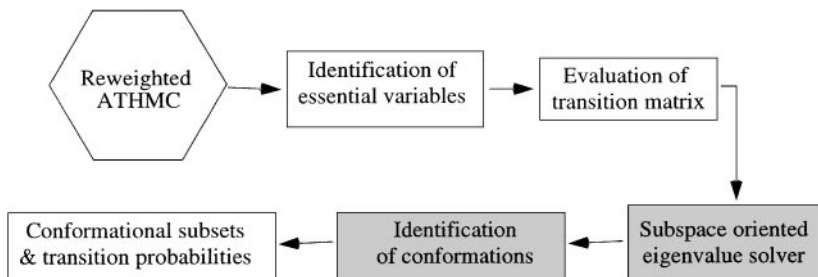 Reweighted
ATHMC
Identification of
essential variables
Evaluation of
transition matrix
Subspace oriented
eigenvalue solver
Identification
of conformations
Conformational subsets
& transition probabilities